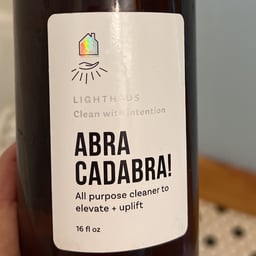 LIGHTHAUS
Clean with intention
ABRA
CADABRA!
All purpose cleaner to
elevate + uplift
16 fl oz